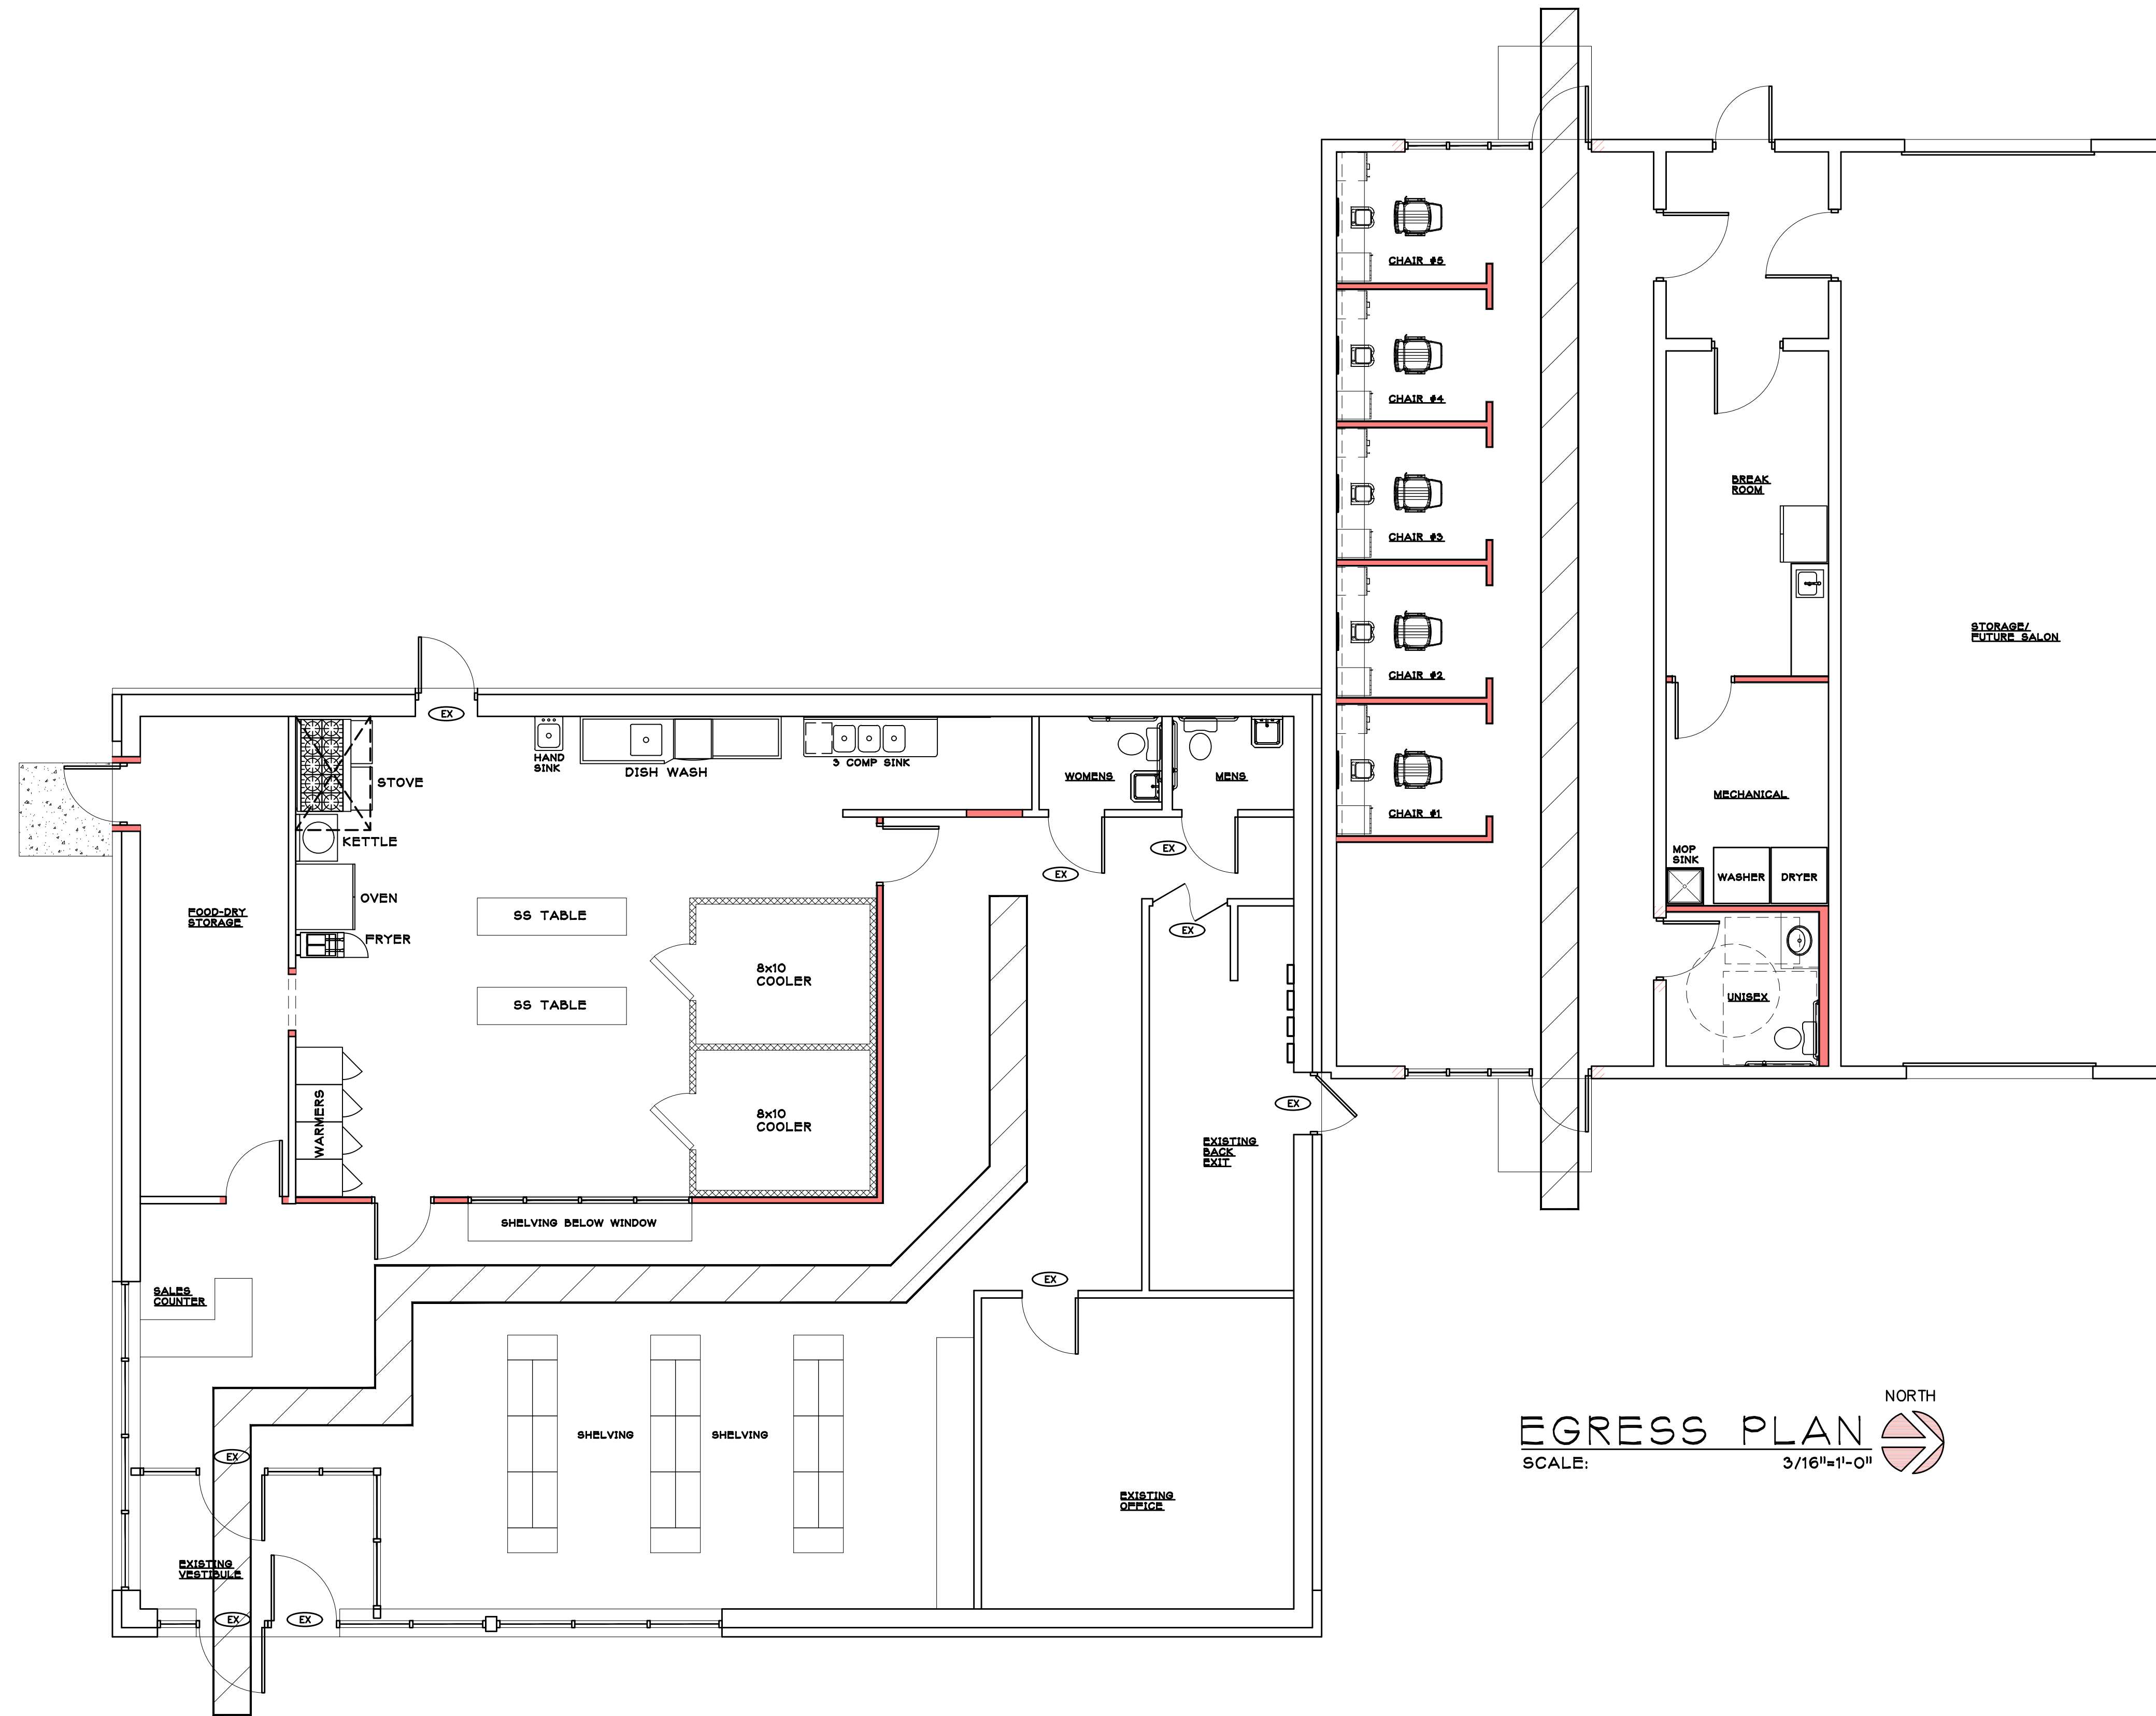 CHAIR #5
CHAIR #4
BREAK
ROOM
CHAIR #3
STORAGE/
FUTURE SALON
CHAIR #2
EX
HAND
SINK
DISH WASH
3 COMP SINK
WOMENS
MENS
STOVE
MECHANICAL
CHAIR #1
KETTLE
EX
EX
MOP
SINK
WASHER
DRYER
OVEN
FOOD-DRY
STORAGE
SS TABLE
FRYER
EX
8x10
COOLER
SS TABLE
UNISEX
WARMERS
8x10
COOLER
EX
EXISTING
BACK
EXIT
SHELVING BELOW WINDOW
EX
SALES
COUNTER
NORTH
EGRESS PLAN
SCALE:
3/16"=1'-0"
SHELVING
SHELVING
EX
EXISTING
OFFICE
EXISTING
VESTIBULE
EX
EX